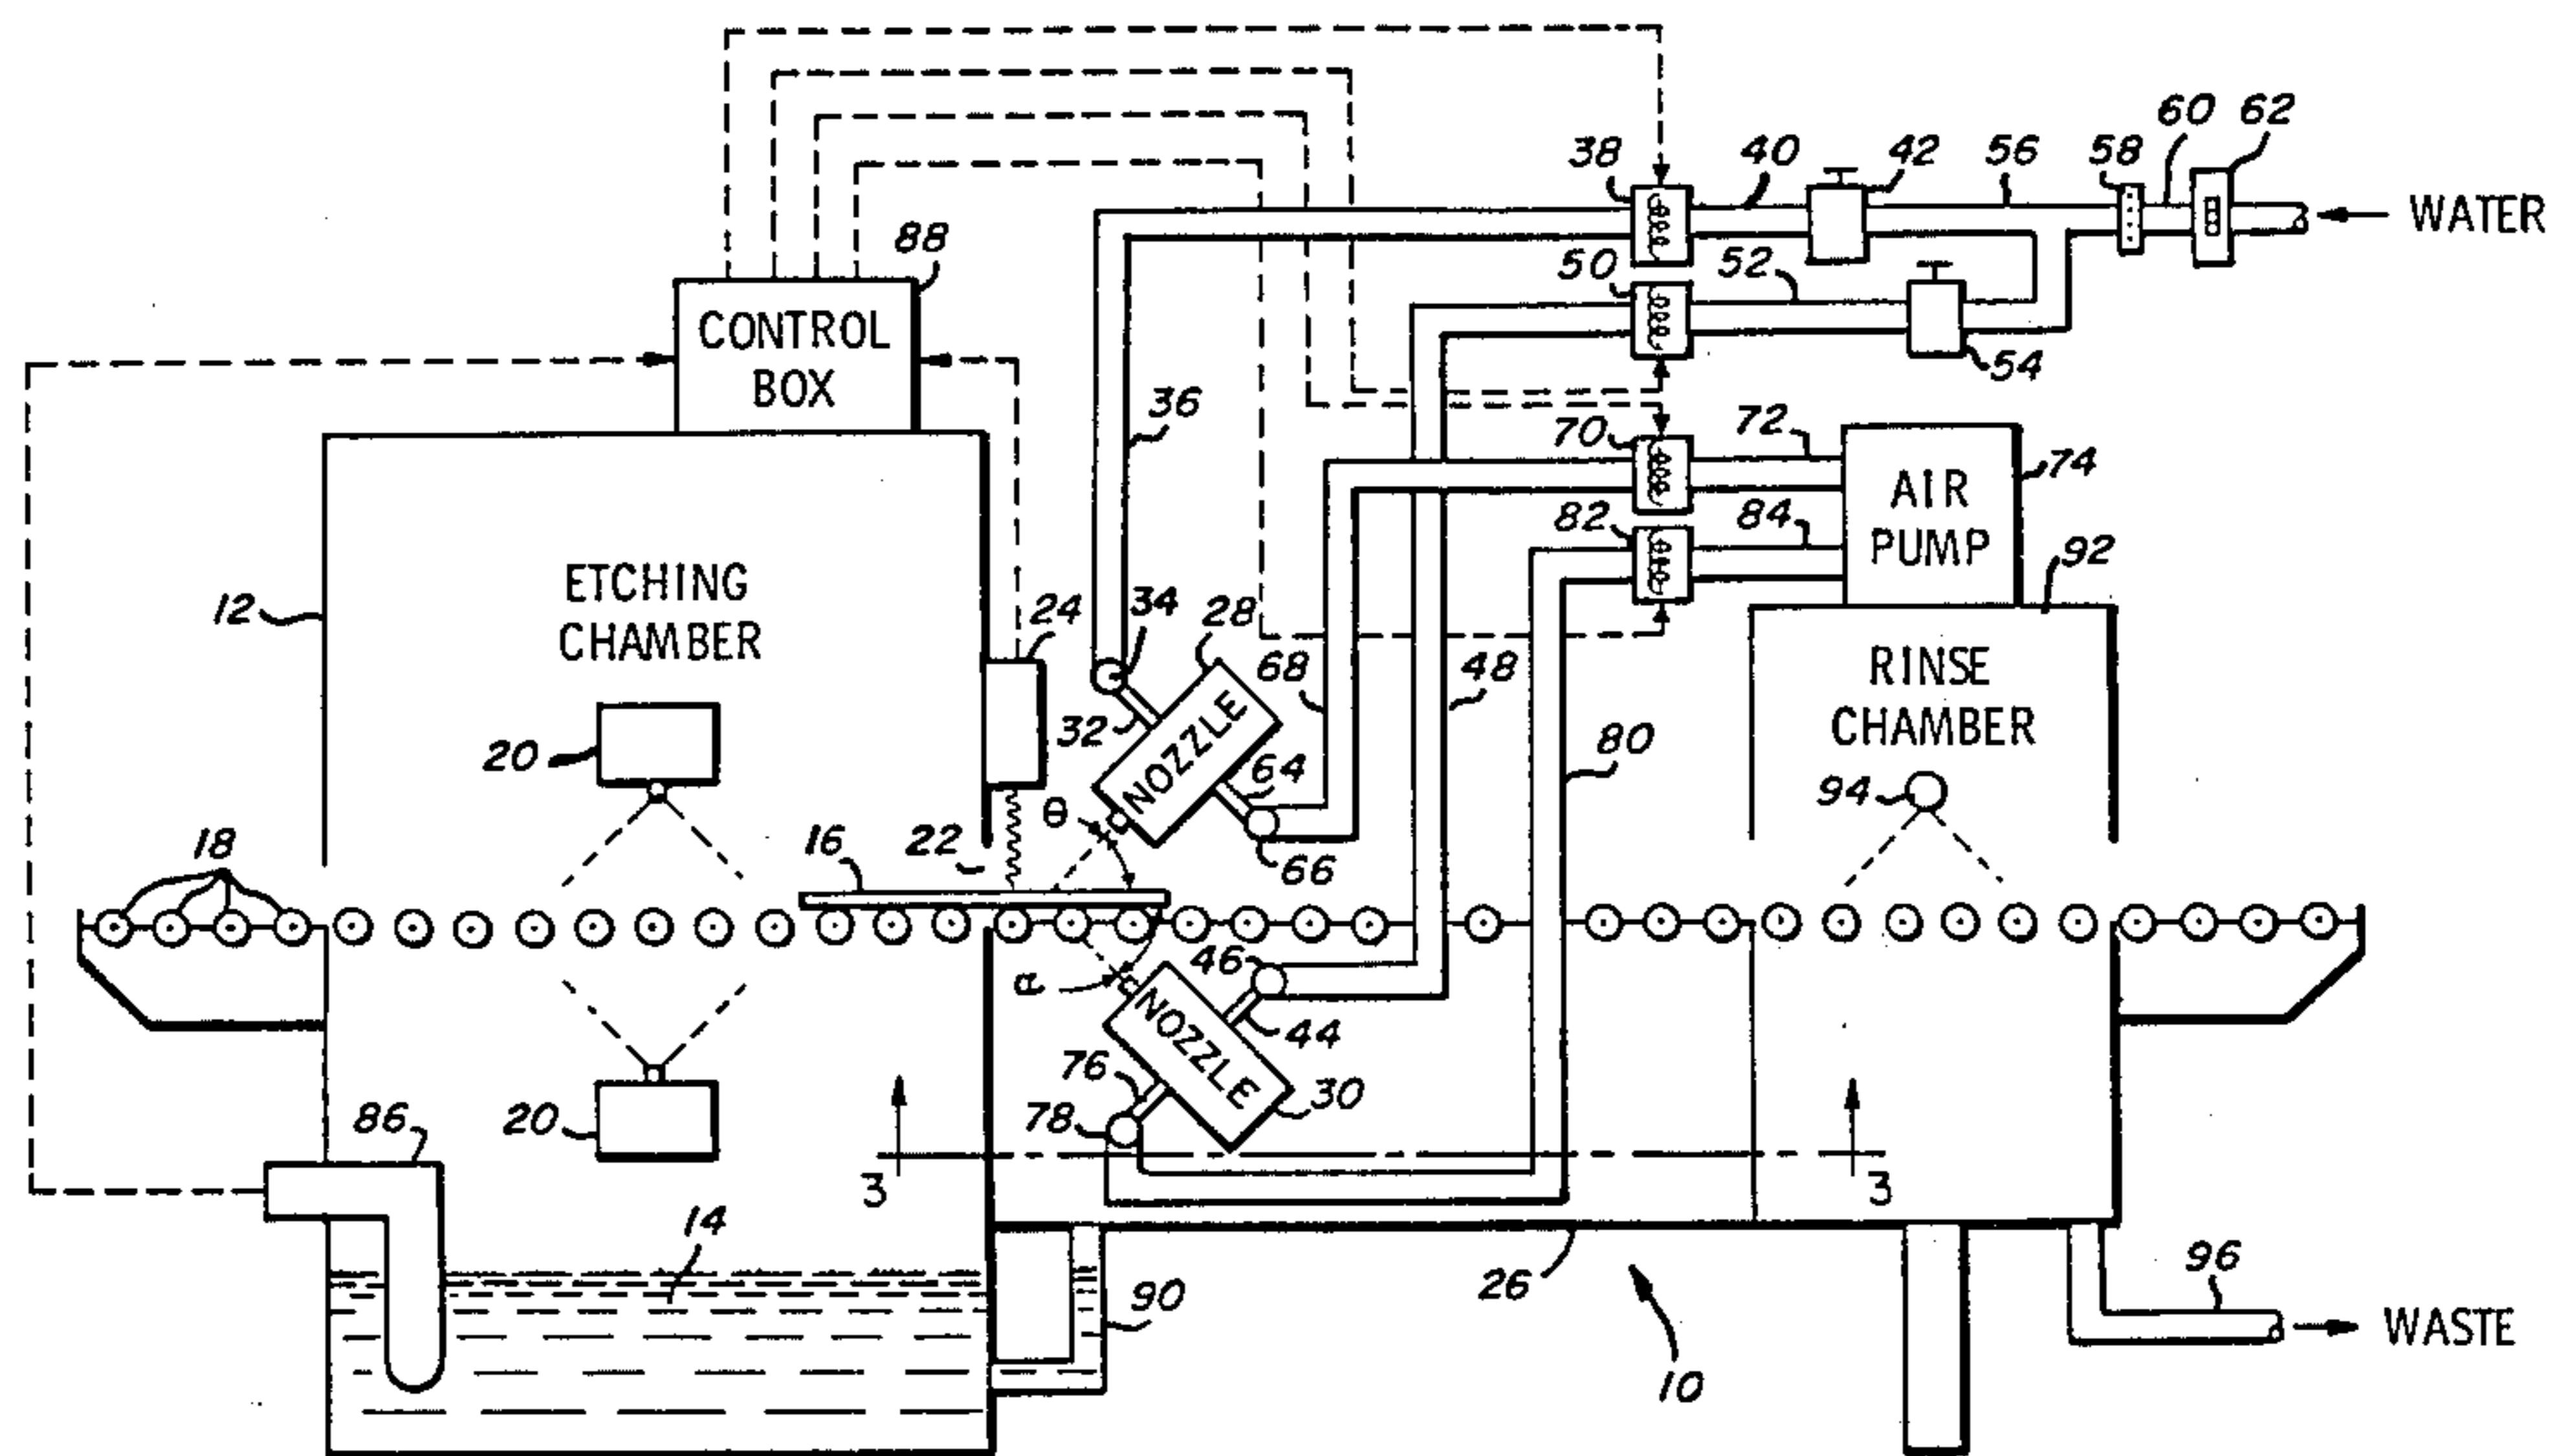 60 62
38 40 42 56 58
WATER
88
50 52
CONTROL
BOX
54
36
70 72
74
AIR
PUMP
82 84
92
ETCHING
CHAMBER
12
24
34 28
68 48
RINSE
CHAMBER
32
NOZZLE
20
80
64
94
θ
18
16 22
66
46
α
NOZZLE
44
76
30
86
20
78
3 3
14
26
90
96
WASTE
10